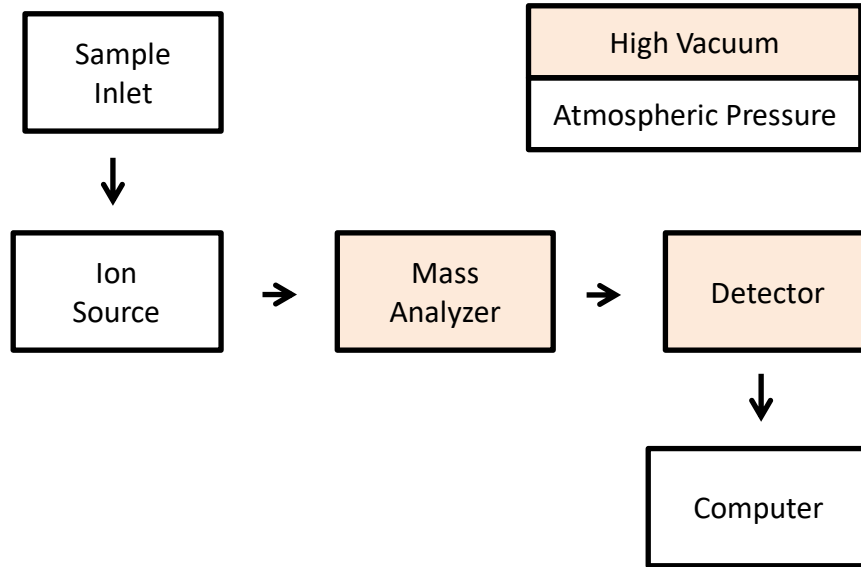 Sample
Inlet
High Vacuum
Atmospheric Pressure
Ion
Source
Mass
Analyzer
Detector
Computer